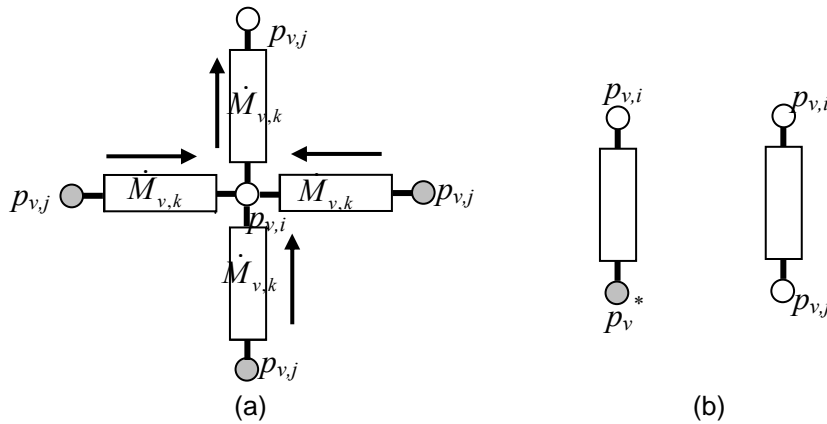 p_{v,j}
Ṁ_{v,k}
p_{v,j} Ṁ_{v,k} Ṁ_{v,k} p_{v,j}
p_{v,i}
Ṁ_{v,k}
p_{v,j}
(a)
p_{v,i} p_{v,i}
p_v^* p_{v,j}
(b)